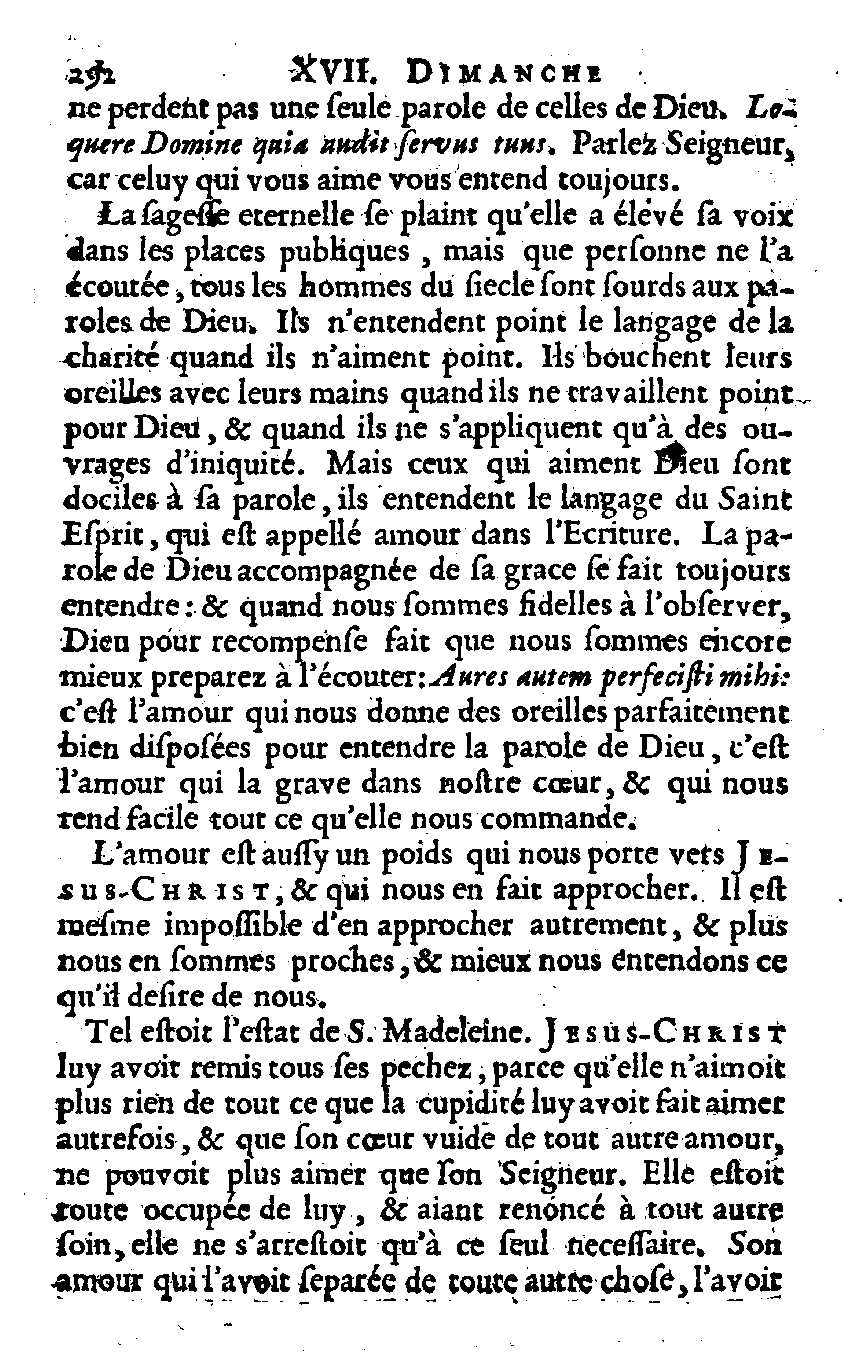 292 XVII. DIMANCHE
ne perdent pas une ſeule parole de celles de Dieu. Lo-
quere Domine quia audit ſervus tuus. Parlez Seigneur,
car celuy qui vous aime vous entend toujours.
La ſageſſe eternelle ſe plaint qu'elle a élévé ſa voix
dans les places publiques, mais que perſonne ne l'a
écoutée, tous les hommes du ſiecle ſont ſourds aux pa-
roles de Dieu. Ils n'entendent point le langage de la
charité quand ils n'aiment point. Ils bouchent leurs
oreilles avec leurs mains quand ils ne travaillent point
pour Dieu, & quand ils ne s'appliquent qu'à des ou-
vrages d'iniquité. Mais ceux qui aiment Dieu ſont
dociles à ſa parole, ils entendent le langage du Saint
Eſprit, qui eſt appellé amour dans l'Ecriture. La pa-
role de Dieu accompagnée de ſa grace ſe fait toujours
entendre: & quand nous ſommes fidelles à l'obſerver,
Dieu pour recompenſe fait que nous ſommes encore
mieux preparez à l'écouter: Aures autem perfeciſti mihi:
c'eſt l'amour qui nous donne des oreilles parfaitement
bien diſpoſées pour entendre la parole de Dieu, c'eſt
l'amour qui la grave dans noſtre cœur, & qui nous
rend facile tout ce qu'elle nous commande.
L'amour eſt auſſy un poids qui nous porte vers JE-
SUS-CHRIST, & qui nous en fait approcher. Il eſt
meſme impoſſible d'en approcher autrement, & plus
nous en ſommes proches, & mieux nous entendons ce
qu'il deſire de nous.
Tel eſtoit l'eſtat de S. Madeleine. JESUS-CHRIST
luy avoit remis tous ſes pechez, parce qu'elle n'aimoit
plus rien de tout ce que la cupidité luy avoit fait aimer
autrefois, & que ſon cœur vuide de tout autre amour,
ne pouvoit plus aimer que ſon Seigneur. Elle eſtoit
toute occupée de luy, & aiant renoncé à tout autre
ſoin, elle ne s'arreſtoit qu'à ce ſeul neceſſaire. Son
amour qui l'avoit ſeparée de toute autre choſe, l'avoit